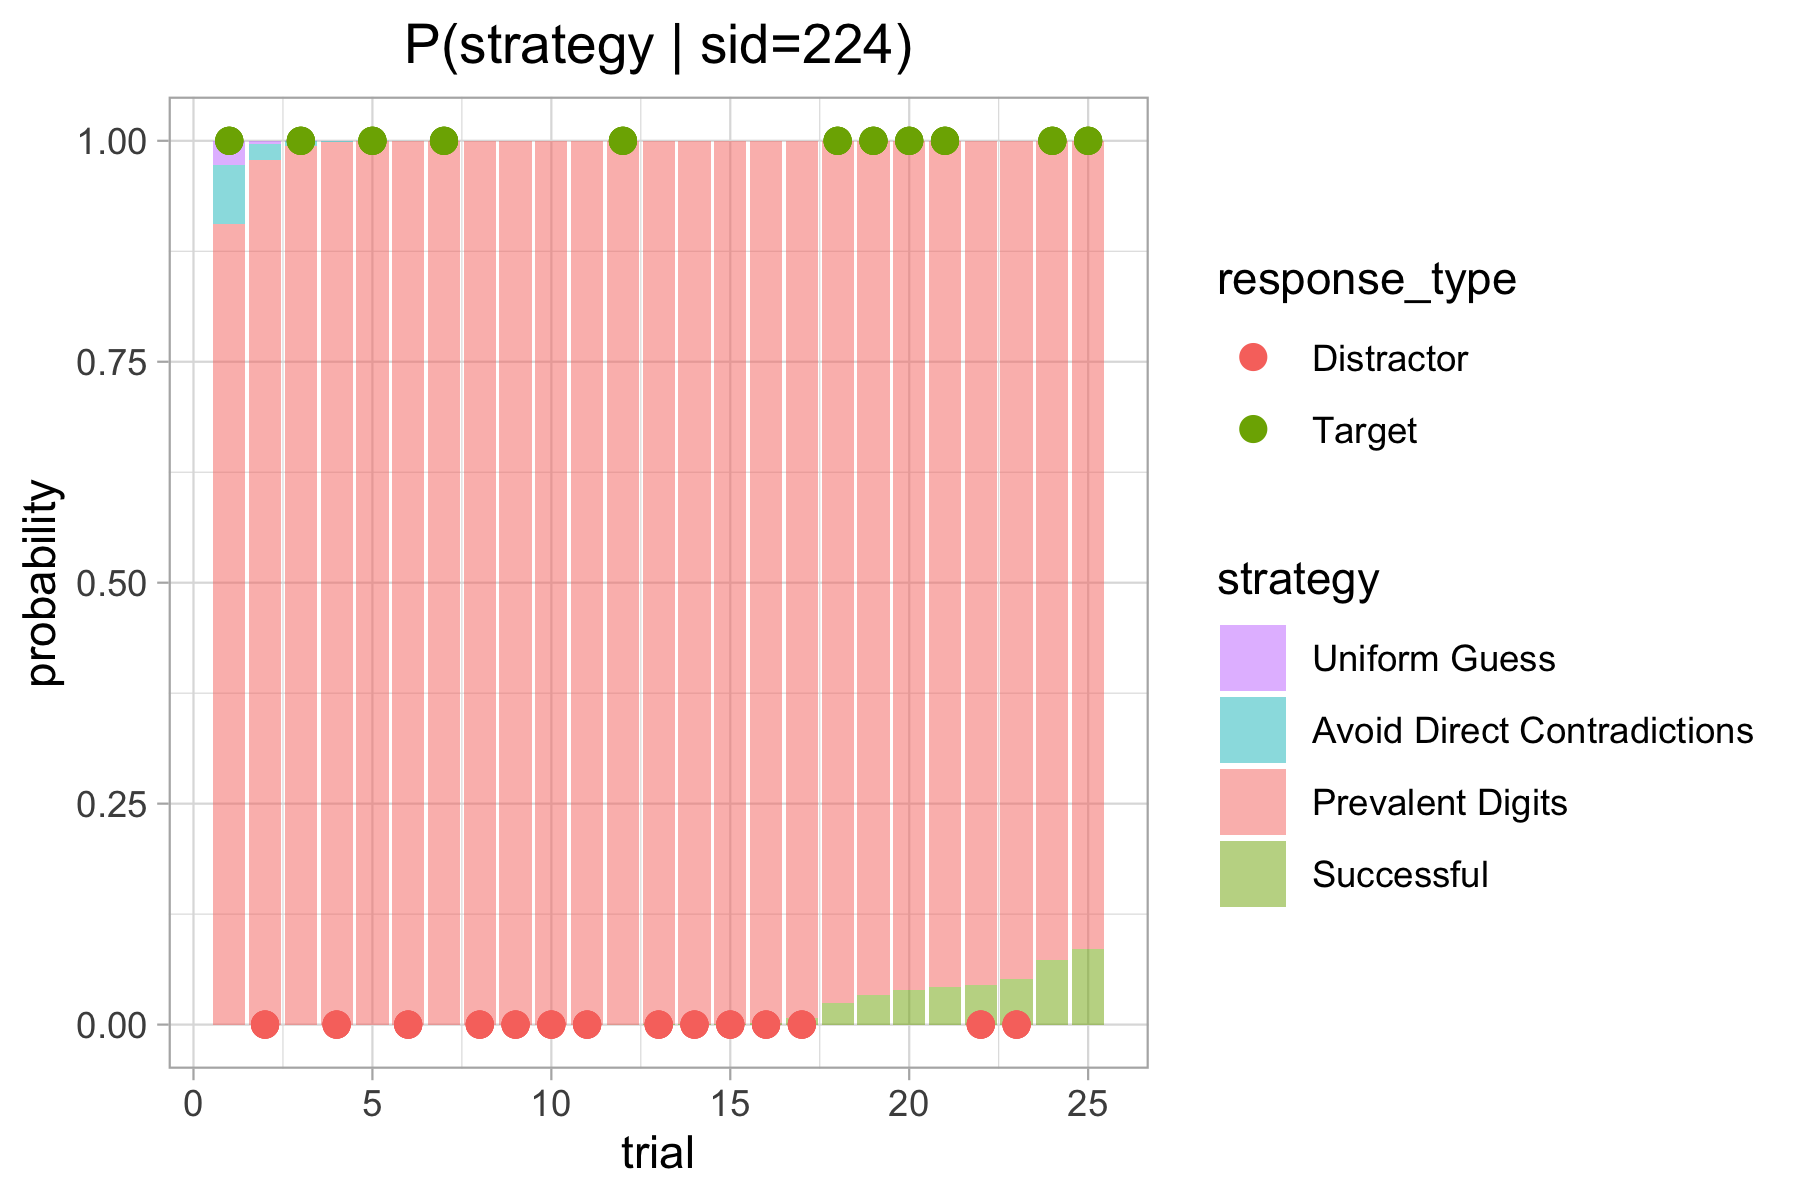 P(strategy | sid=224)
probability
1.00
0.75
0.50
0.25
0.00
0 5 10 15 20 25
trial
response_type
Distractor
Target
strategy
Uniform Guess
Avoid Direct Contradictions
Prevalent Digits
Successful